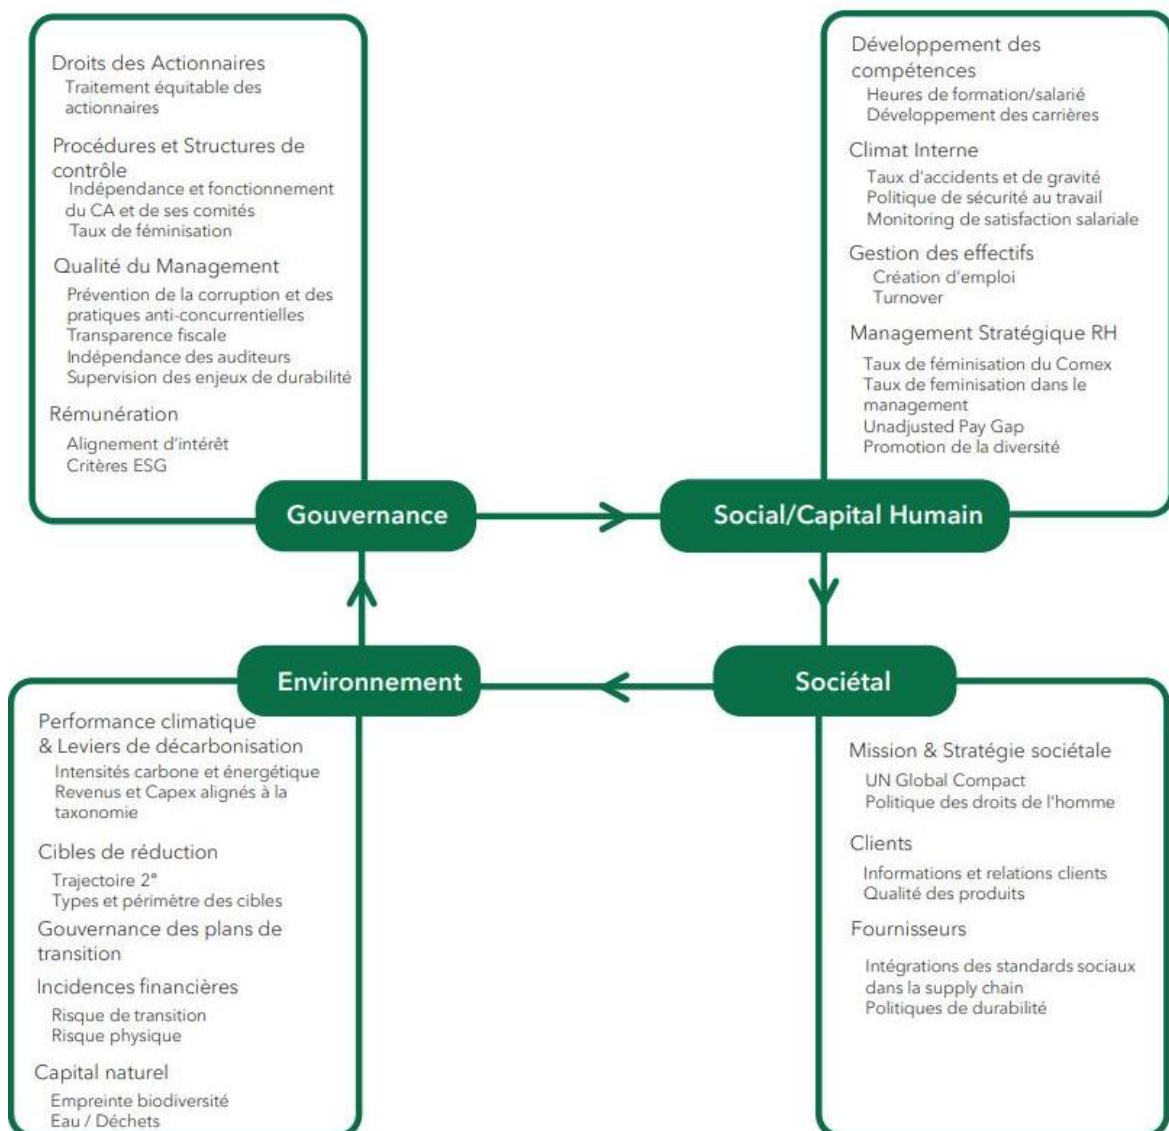 Droits des Actionnaires
Traitement équitable des
actionnaires
Procédures et Structures de
contrôle
Indépendance et fonctionnement
du CA et de ses comités
Taux de féminisation
Qualité du Management
Prévention de la corruption et des
pratiques anti-concurrentielles
Transparence fiscale
Indépendance des auditeurs
Supervision des enjeux de durabilité
Rémunération
Alignement d'intérêt
Critères ESG
Gouvernance
Développement des
compétences
Heures de formation/salarié
Développement des carrières
Climat Interne
Taux d'accidents et de gravité
Politique de sécurité au travail
Monitoring de satisfaction salariale
Gestion des effectifs
Création d'emploi
Turnover
Management Stratégique RH
Taux de féminisation du Comex
Taux de feminisation dans le
management
Unadjusted Pay Gap
Promotion de la diversité
Social/Capital Humain
Environnement
Performance climatique
& Leviers de décarbonisation
Intensités carbone et énergétique
Revenus et Capex alignés à la
taxonomie
Cibles de réduction
Trajectoire 2°
Types et périmètre des cibles
Gouvernance des plans de
transition
Incidences financières
Risque de transition
Risque physique
Capital naturel
Empreinte biodiversité
Eau / Déchets
Sociétal
Mission & Stratégie sociétale
UN Global Compact
Politique des droits de l'homme
Clients
Informations et relations clients
Qualité des produits
Fournisseurs
Intégrations des standards sociaux
dans la supply chain
Politiques de durabilité